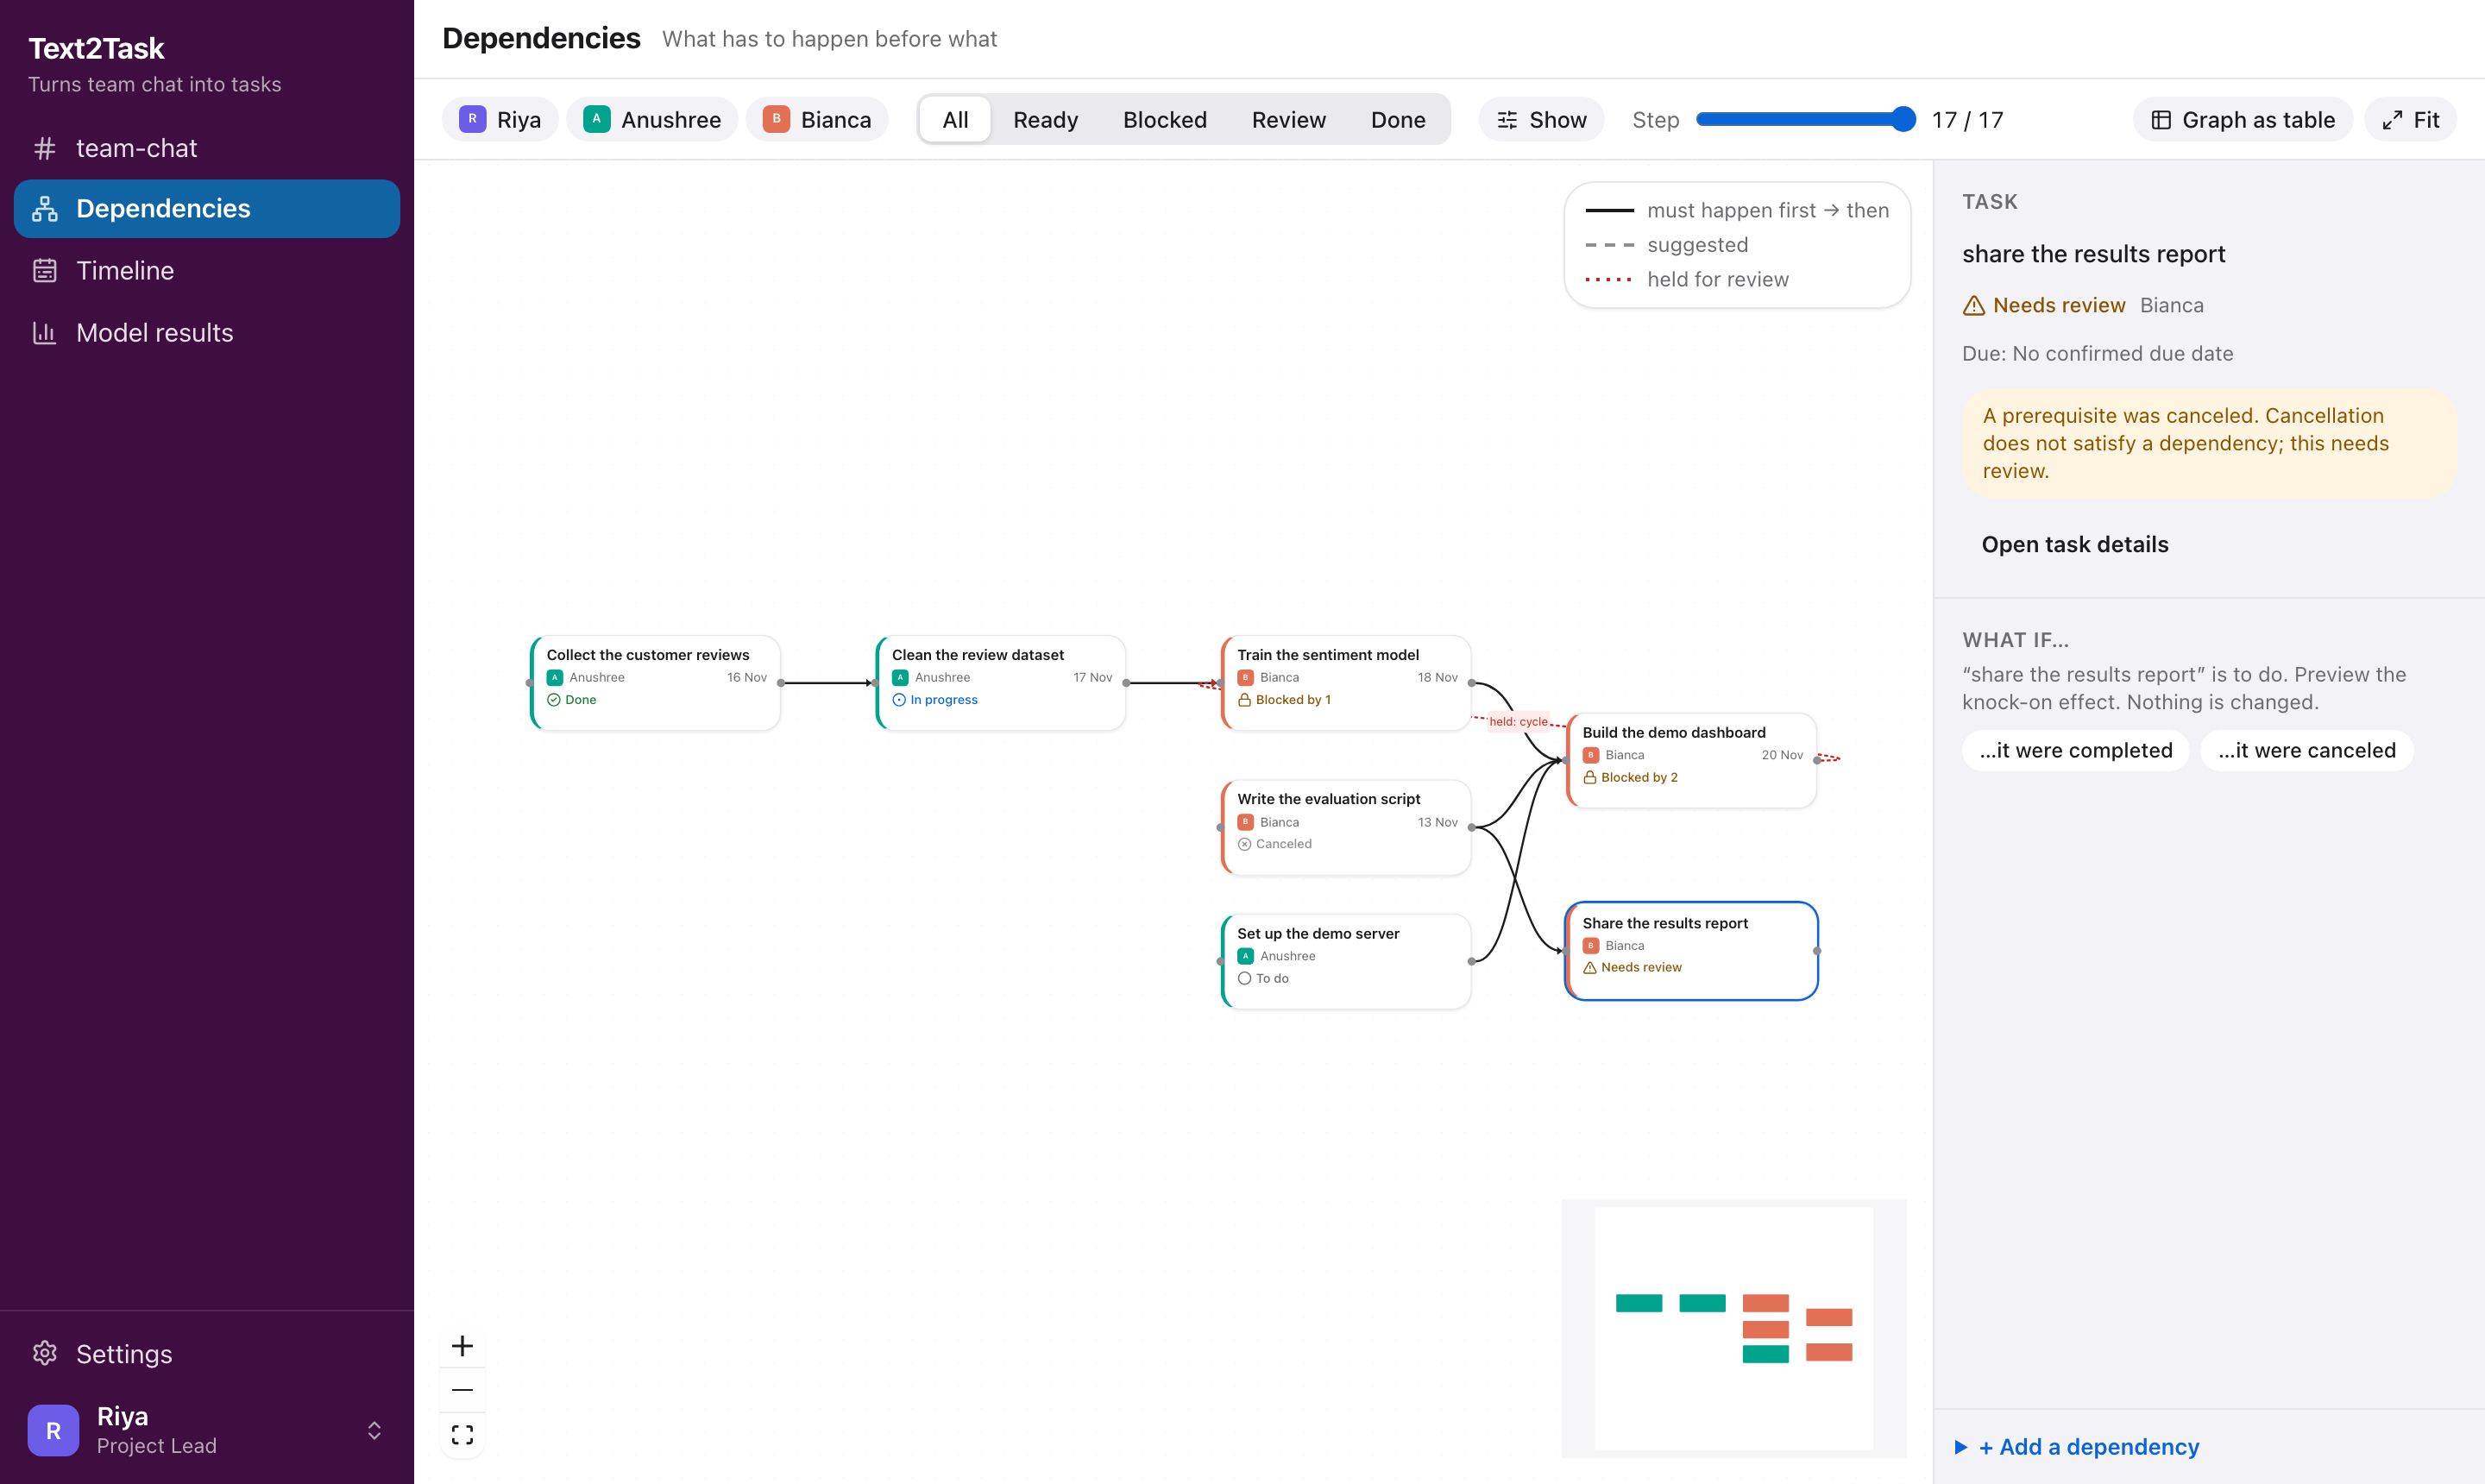 Text2Task
Turns team chat into tasks
team-chat
Dependencies
Timeline
Model results
Settings
R
Riya
Project Lead
Dependencies
What has to happen before what
R Riya
A Anushree
B Bianca
All
Ready
Blocked
Review
Done
Show
Step
17 / 17
Graph as table
Fit
must happen first → then
suggested
held for review
Collect the customer reviews
A Anushree 16 Nov
Done
Clean the review dataset
A Anushree 17 Nov
In progress
Train the sentiment model
B Bianca 18 Nov
Blocked by 1
held: cycle
Build the demo dashboard
B Bianca 20 Nov
Blocked by 2
Write the evaluation script
B Bianca 13 Nov
Canceled
Set up the demo server
A Anushree
To do
Share the results report
B Bianca
Needs review
TASK
share the results report
Needs review Bianca
Due: No confirmed due date
A prerequisite was canceled. Cancellation
does not satisfy a dependency; this needs
review.
Open task details
WHAT IF...
“share the results report” is to do. Preview the
knock-on effect. Nothing is changed.
...it were completed
...it were canceled
+ Add a dependency